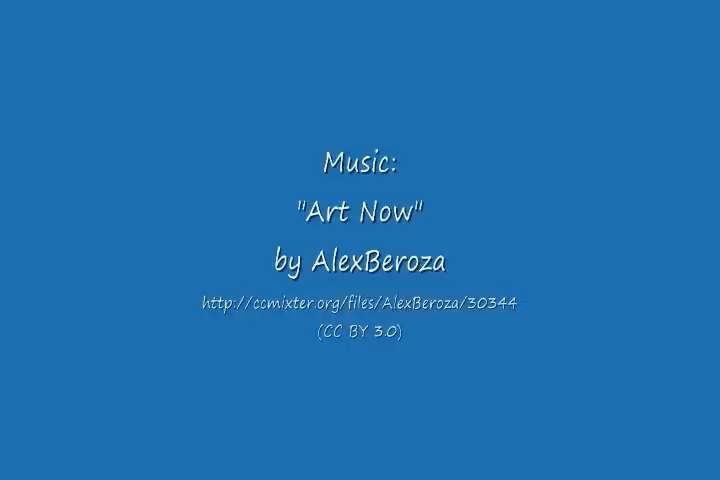 Music:
"Art Now"
by AlexBeroza
http://ccmixter.org/files/AlexBeroza/30344
(CC BY 3.0)